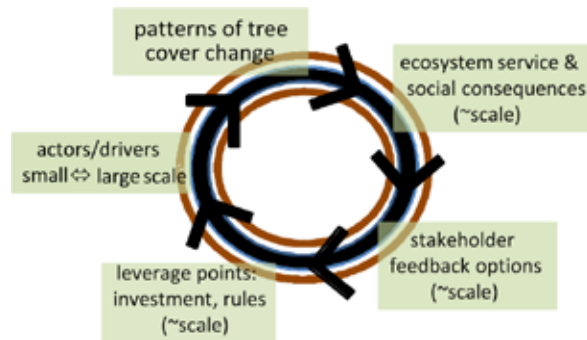 patterns of tree
cover change
ecosystem service &
social consequences
(~scale)
actors/drivers
small ⇔ large scale
stakeholder
feedback options
(~scale)
leverage points:
investment, rules
(~scale)